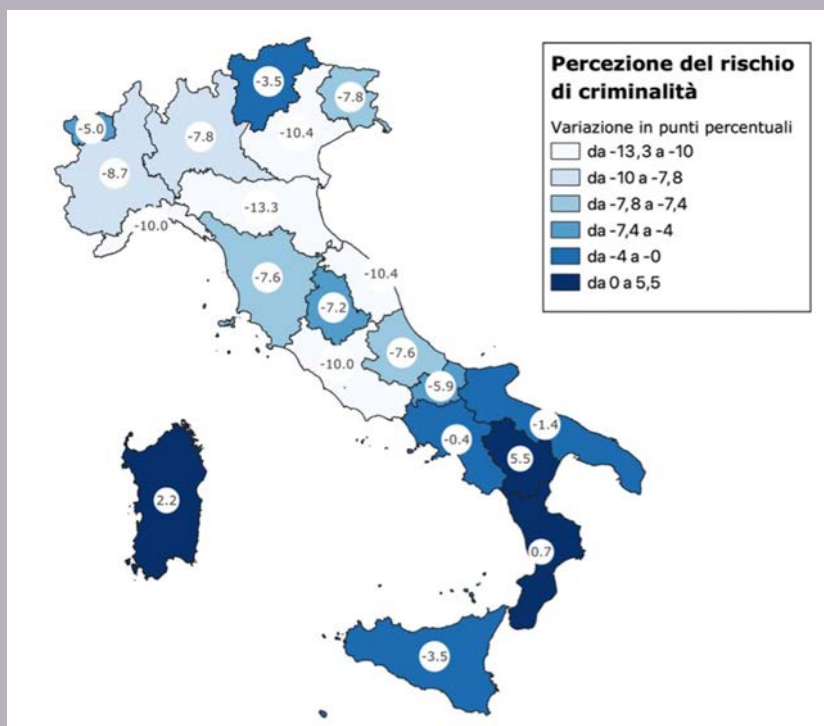 Percezione del rischio
di criminalità
Variazione in punti percentuali
da -13,3 a -10
da -10 a -7,8
da -7,8 a -7,4
da -7,4 a -4
da -4 a -0
da 0 a 5,5
-3.5
-7.8
-5.0
-7.8
-10.4
-8.7
-13.3
-10.0
-10.4
-7.6
-7.2
-7.6
-10.0
-5.9
-1.4
-0.4
5.5
2.2
0.7
-3.5